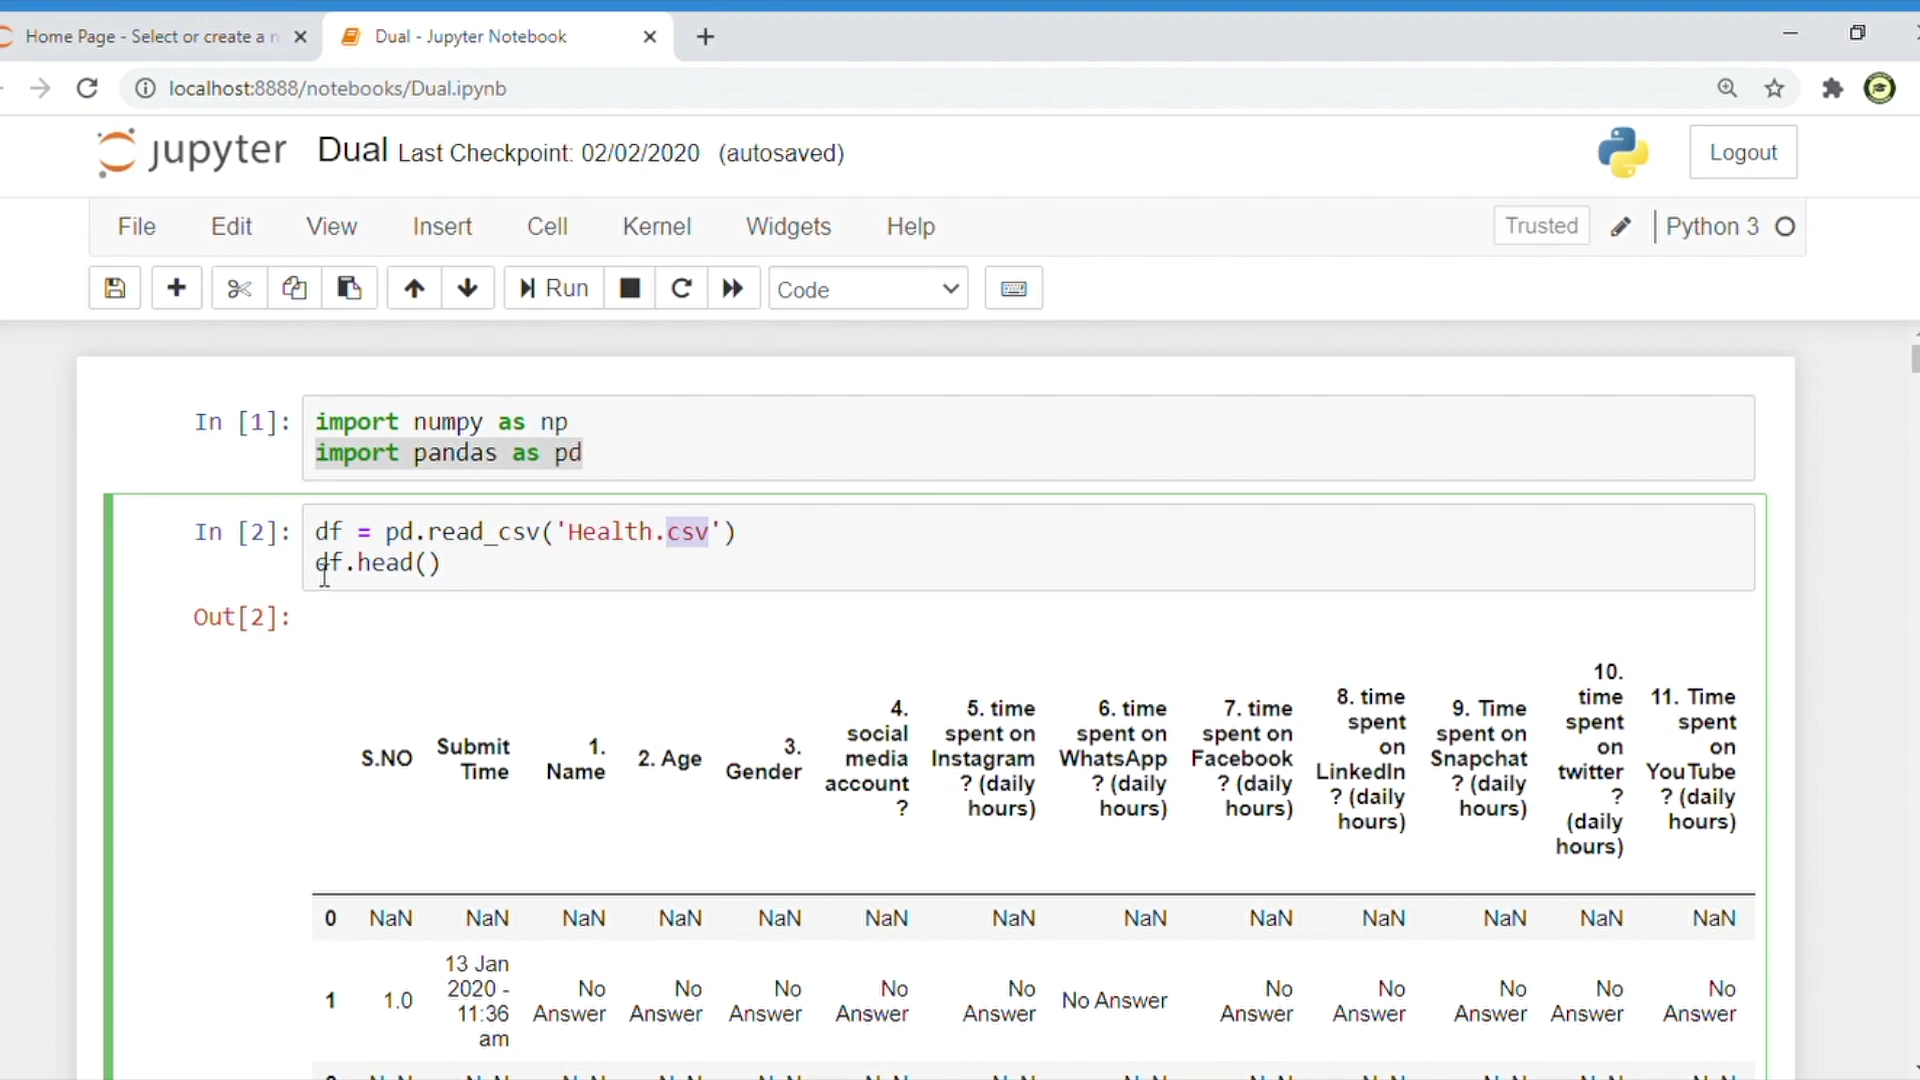 Home Page - Select or create a n
Dual - Jupyter Notebook
localhost:8888/notebooks/Dual.ipynb
jupyter Dual Last Checkpoint: 02/02/2020 (autosaved)
Logout
File Edit View Insert Cell Kernel Widgets Help
Trusted
Python 3
Run
Code
In [1]:
import numpy as np
import pandas as pd
In [2]:
df = pd.read_csv('Health.csv')
df.head()
Out[2]:
S.NO
Submit
Time
1.
Name
2. Age
3.
Gender
4.
social
media
account
?
5. time
spent on
Instagram
? (daily
hours)
6. time
spent on
WhatsApp
? (daily
hours)
7. time
spent on
Facebook
? (daily
hours)
8. time
spent
on
LinkedIn
? (daily
hours)
9. Time
spent on
Snapchat
? (daily
hours)
10.
time
spent
on
twitter
?
(daily
hours)
11. Time
spent
on
YouTube
? (daily
hours)
0 NaN NaN NaN NaN NaN NaN NaN NaN NaN NaN NaN NaN NaN
1
1.0
13 Jan
2020 -
11:36
am
No
Answer
No
Answer
No
Answer
No
Answer
No
Answer
No Answer
No
Answer
No
Answer
No
Answer
No
Answer
No
Answer